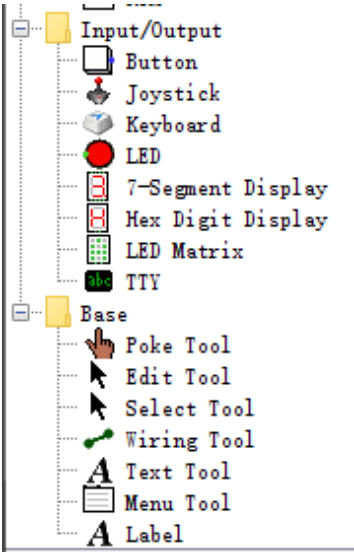 Input/Output
Button
Joystick
Keyboard
LED
7-Segment Display
Hex Digit Display
LED Matrix
abc TTY
Base
Poke Tool
Edit Tool
Select Tool
Wiring Tool
A Text Tool
Menu Tool
A Label